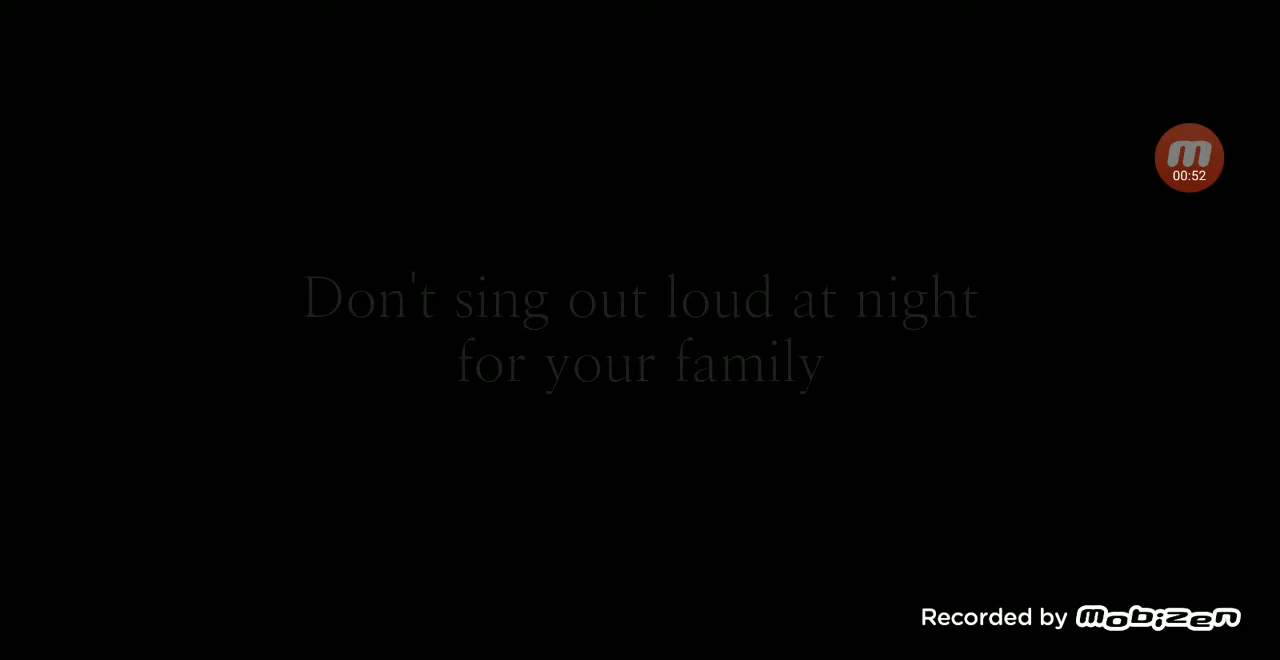 m
00:52
Don't sing out loud at night
for your family
Recorded by mobizen